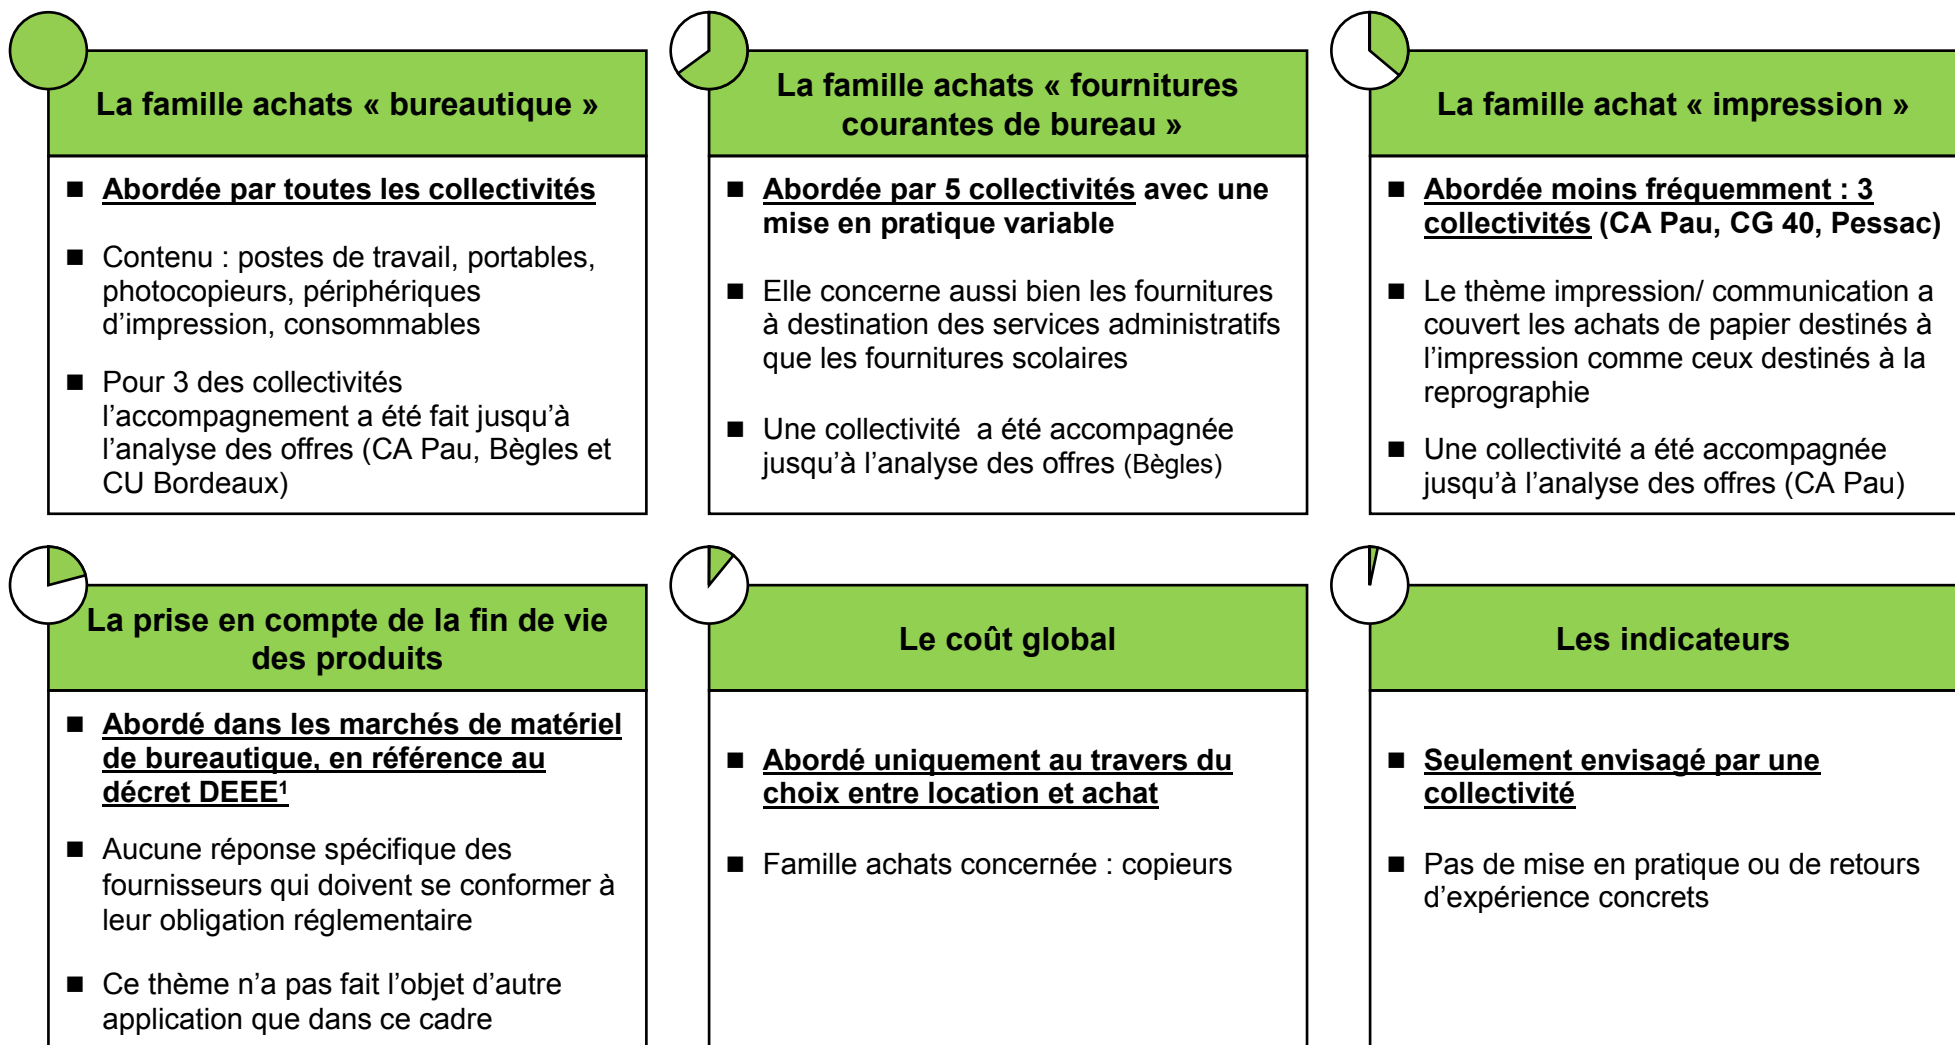 La famille achats « bureautique »
■ Abordée par toutes les collectivités
■ Contenu : postes de travail, portables,
photocopieurs, périphériques
d’impression, consommables
■ Pour 3 des collectivités
l’accompagnement a été fait jusqu’à
l’analyse des offres (CA Pau, Bègles et
CU Bordeaux)
La famille achats « fournitures
courantes de bureau »
■ Abordée par 5 collectivités avec une
mise en pratique variable
■ Elle concerne aussi bien les fournitures
à destination des services administratifs
que les fournitures scolaires
■ Une collectivité a été accompagnée
jusqu’à l’analyse des offres (Bègles)
La famille achat « impression »
■ Abordée moins fréquemment : 3
collectivités (CA Pau, CG 40, Pessac)
■ Le thème impression/ communication a
couvert les achats de papier destinés à
l’impression comme ceux destinés à la
reprographie
■ Une collectivité a été accompagnée
jusqu’à l’analyse des offres (CA Pau)
La prise en compte de la fin de vie
des produits
■ Abordé dans les marchés de matériel
de bureautique, en référence au
décret DEEE¹
■ Aucune réponse spécifique des
fournisseurs qui doivent se conformer à
leur obligation réglementaire
■ Ce thème n’a pas fait l’objet d’autre
application que dans ce cadre
Le coût global
■ Abordé uniquement au travers du
choix entre location et achat
■ Famille achats concernée : copieurs
Les indicateurs
■ Seulement envisagé par une
collectivité
■ Pas de mise en pratique ou de retours
d’expérience concrets